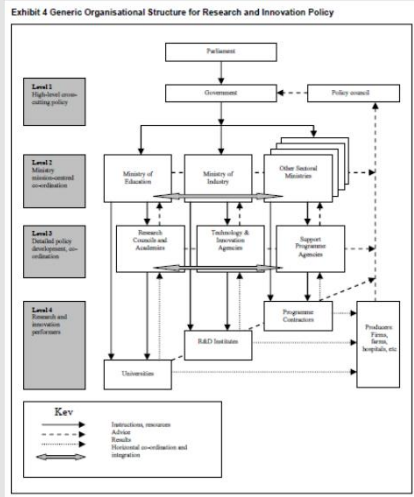 Exhibit 4 Generic Organisational Structure for Research and Innovation Policy
Parliament
Level 1
High-level cross-
cutting policy
Government
Policy council
Level 2
Ministry
mission-centred
co-ordination
Ministry of
Education
Ministry of
Industry
Other Sectoral
Ministries
Level 3
Detailed policy
development, co-
ordination
Research
Councils and
Academies
Technology &
Innovation
Agencies
Support
Programme
Agencies
Level 4
Research and
innovation
performers
Programme
Contractors
R&D Institutes
Universities
Producers:
Firms,
farms,
hospitals, etc
Key
Instructions, resources
Advice
Results
Horizontal co-ordination and
integration